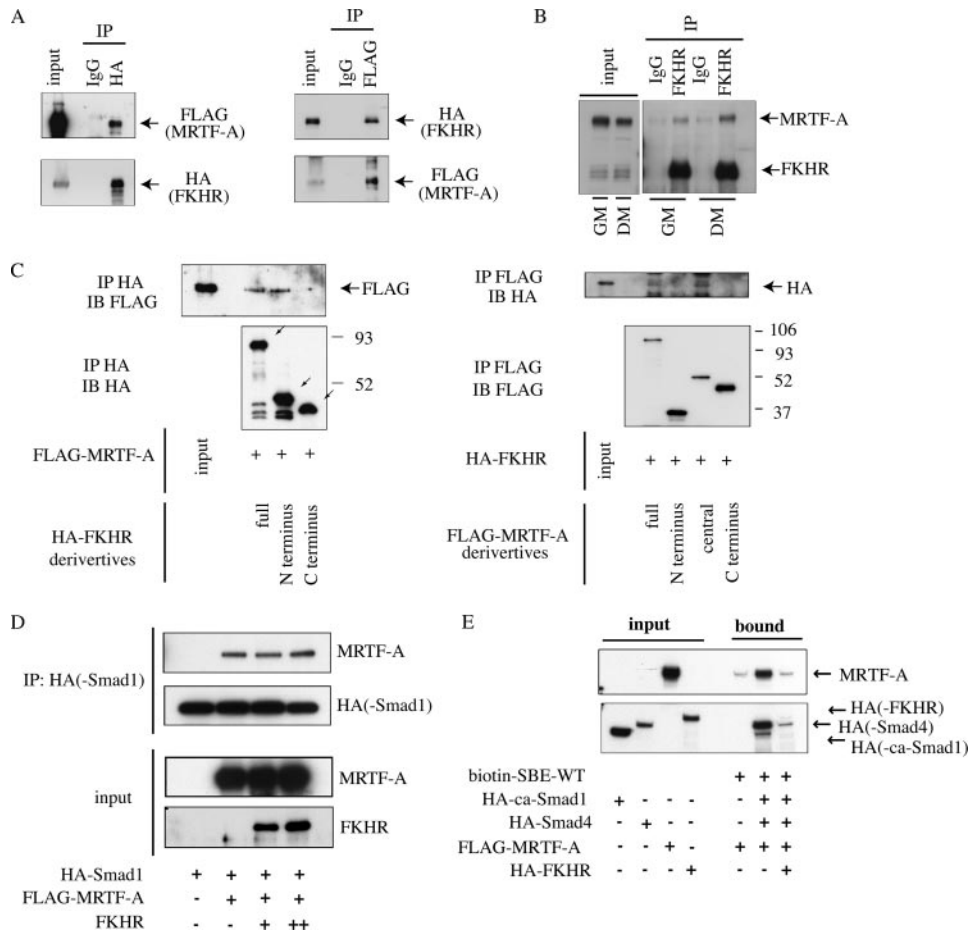 A
IP
input
IgG
HA
FLAG
(MRTF-A)
HA
(FKHR)
IP
input
IgG
FLAG
HA
(FKHR)
FLAG
(MRTF-A)
B
IP
input
IgG
FKHR
IgG
FKHR
MRTF-A
FKHR
GM
DM
GM
DM
C
IP HA
IB FLAG
FLAG
IP HA
IB HA
93
52
FLAG-MRTF-A
input
+ + +
HA-FKHR
derivertives
full
N terminus
C terminus
IP FLAG
IB HA
HA
IP FLAG
IB FLAG
106
93
52
37
HA-FKHR
input
+ + + +
FLAG-MRTF-A
derivertives
full
N terminus
central
C terminus
D
IP: HA(-Smad1)
MRTF-A
HA(-Smad1)
input
MRTF-A
FKHR
HA-Smad1 + + + +
FLAG-MRTF-A - + + +
FKHR - - + ++
E
input bound
MRTF-A
HA(-FKHR)
HA(-Smad4)
HA(-ca-Smad1)
biotin-SBE-WT + + +
HA-ca-Smad1 + - - - - + +
HA-Smad4 - + - - - + +
FLAG-MRTF-A - - + - + + +
HA-FKHR - - - + - - +